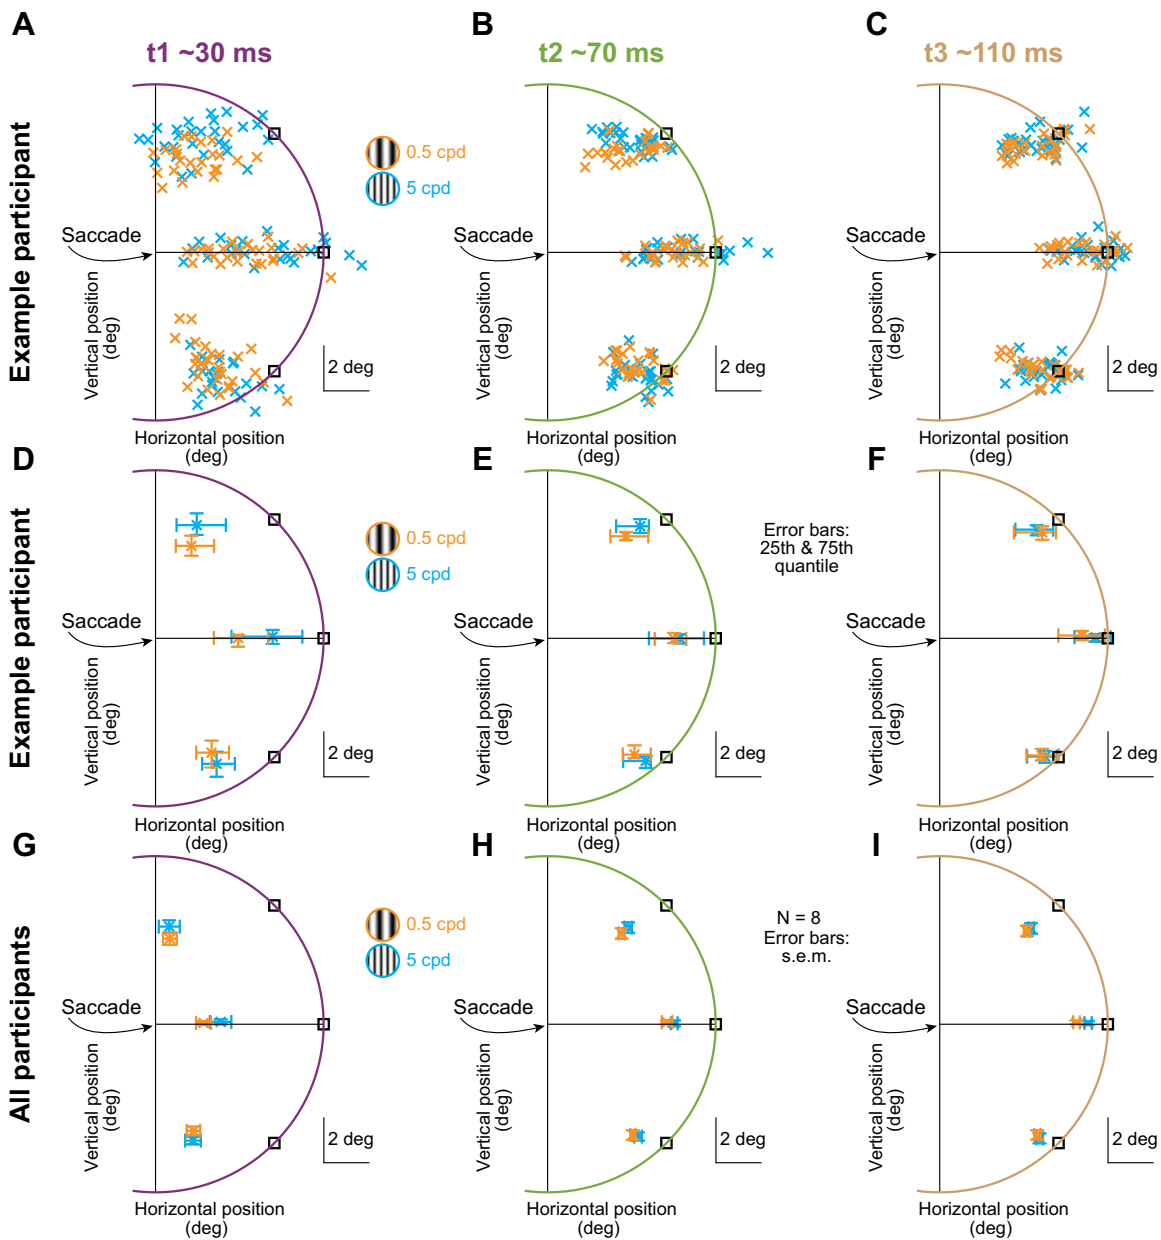 A
t1 ~30 ms
B
t2 ~70 ms
C
t3 ~110 ms
Example participant
0.5 cpd
5 cpd
Saccade
Vertical position
(deg)
2 deg
Horizontal position
(deg)
Saccade
Vertical position
(deg)
2 deg
Horizontal position
(deg)
Saccade
Vertical position
(deg)
2 deg
Horizontal position
(deg)
D
E
F
Example participant
0.5 cpd
5 cpd
Saccade
Vertical position
(deg)
2 deg
Horizontal position
(deg)
Error bars:
25th & 75th
quantile
Saccade
Vertical position
(deg)
2 deg
Horizontal position
(deg)
Saccade
Vertical position
(deg)
2 deg
Horizontal position
(deg)
G
H
I
All participants
0.5 cpd
5 cpd
Saccade
Vertical position
(deg)
2 deg
Horizontal position
(deg)
N = 8
Error bars:
s.e.m.
Saccade
Vertical position
(deg)
2 deg
Horizontal position
(deg)
Saccade
Vertical position
(deg)
2 deg
Horizontal position
(deg)